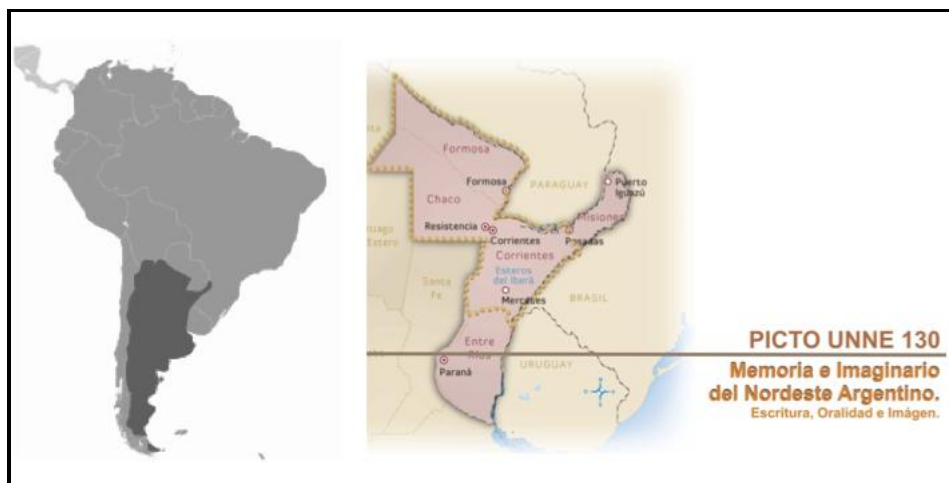 Formosa
Formosa
PARAGUAY
Puerto
Iguazú
Chaco
Misiones
Resistencia
Corrientes
Posadas
Corrientes
Estero
Esteros
del Iberá
Santa
Fe
Mercedes
BRASIL
Entre
Ríos
Paraná
URUGUAY
PICTO UNNE 130
Memoria e Imaginario
del Nordeste Argentino.
Escritura, Oralidad e Imágen.